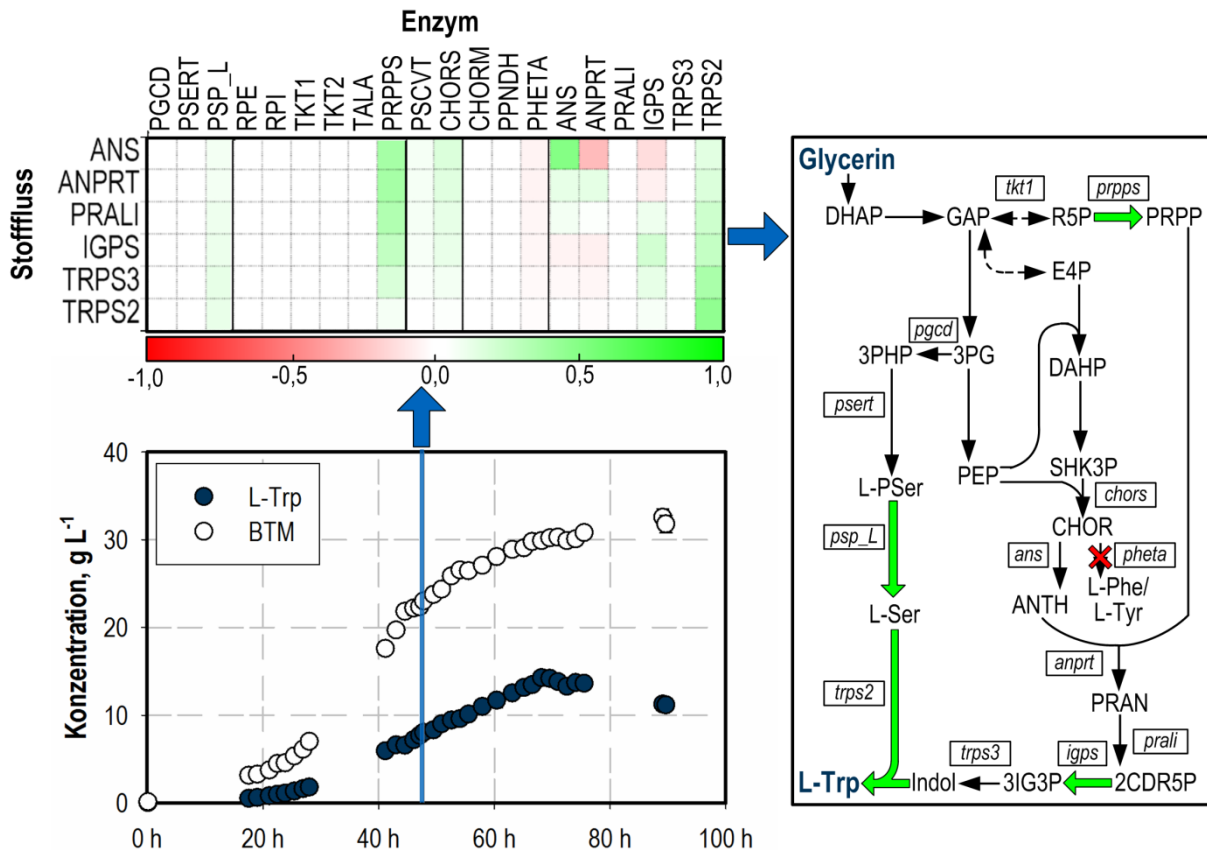 Enzym
PGCD
PSERT
PSP_L
RPE
RPI
TKT1
TKT2
TALA
PRPPS
PSCVT
CHORS
CHORM
PPNDH
PHETA
ANS
ANPRT
PRALI
IGPS
TRPS3
TRPS2
Stofffluss
ANS
ANPRT
PRALI
IGPS
TRPS3
TRPS2
-1,0 -0,5 0,0 0,5 1,0
Konzentration, g L-1
40
30
20
10
0
L-Trp
BTM
0 h 20 h 40 h 60 h 80 h 100 h
Glycerin
tkt1 prpps
DHAP GAP R5P PRPP
E4P
pgcd
3PHP 3PG
DAHP
psert
PEP SHK3P
L-PSer
chors
CHOR
psp_L ans pheta
L-Phe/
L-Tyr
ANTH
L-Ser
anprt
trps2
PRAN
trps3 igps prali
L-Trp Indol 3IG3P 2CDR5P